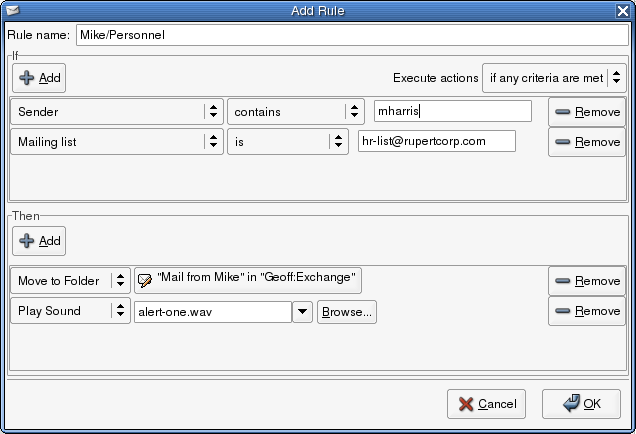 Add Rule
Rule name: Mike/Personnel
If
Add Execute actions if any criteria are met
Sender contains mharris Remove
Mailing list is hr-list@rupertcorp.com Remove
Then
Add
Move to Folder "Mail from Mike" in "Geoff:Exchange" Remove
Play Sound alert-one.wav Browse... Remove
Cancel OK